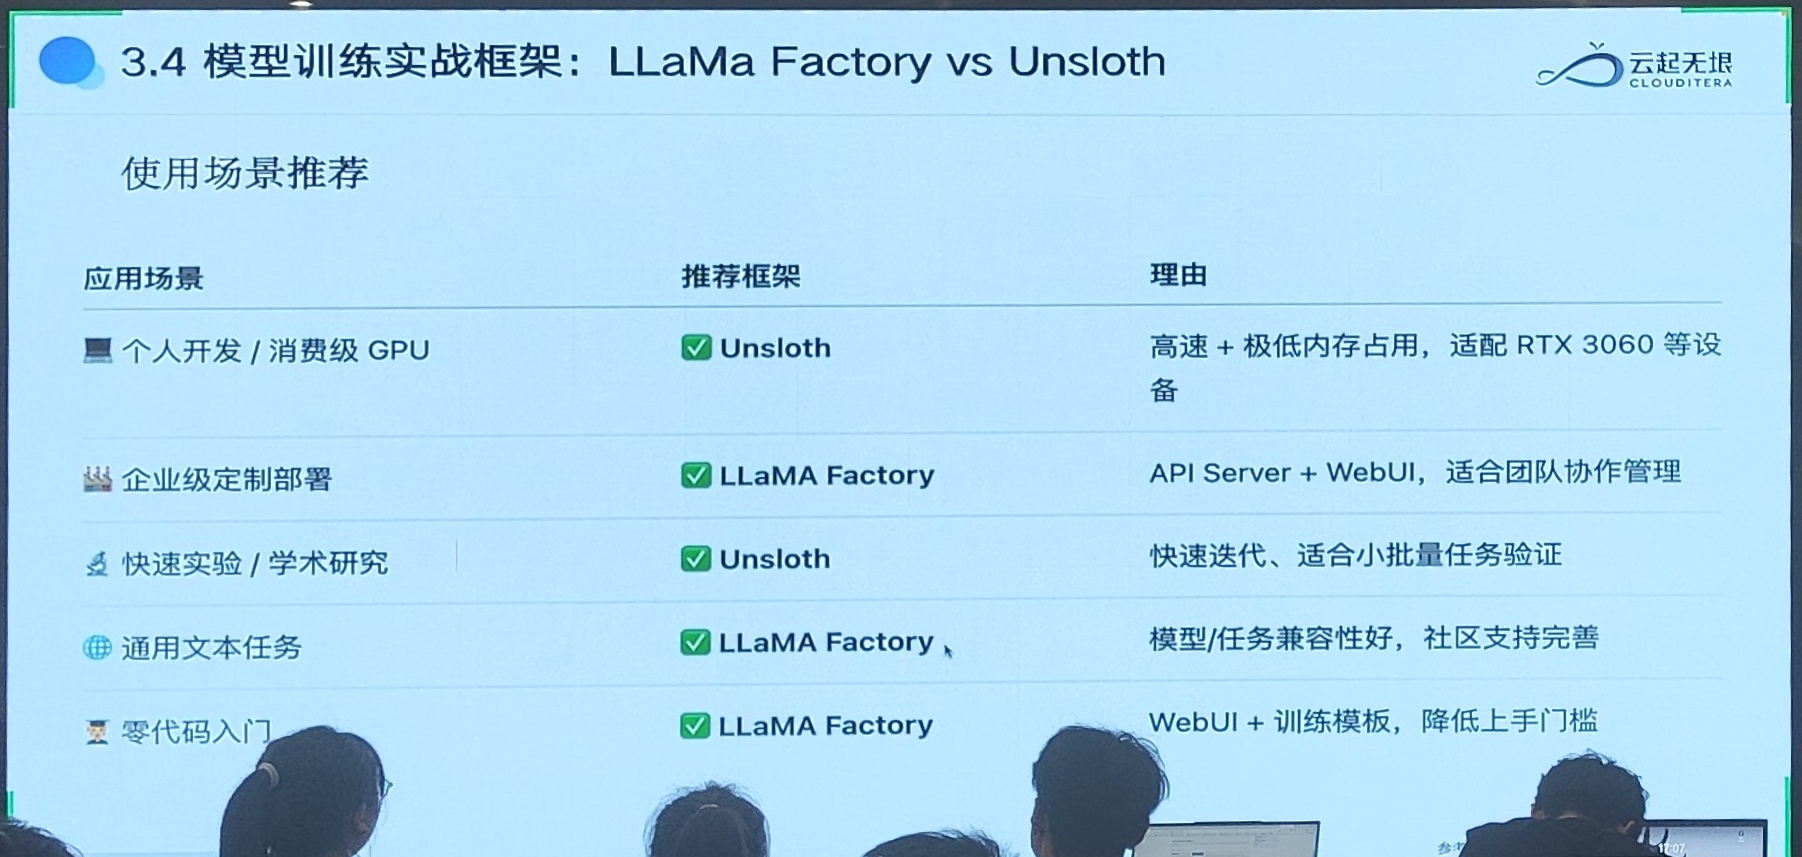 3.4 模型训练实战框架：LLaMa Factory vs Unsloth
云起无垠
CLOUDITERA
使用场景推荐
应用场景 推荐框架 理由
个人开发 / 消费级 GPU Unsloth 高速 + 极低内存占用，适配 RTX 3060 等设
备
企业级定制部署 LLaMA Factory API Server + WebUI，适合团队协作管理
快速实验 / 学术研究 Unsloth 快速迭代、适合小批量任务验证
通用文本任务 LLaMA Factory 模型/任务兼容性好，社区支持完善
零代码入门 LLaMA Factory WebUI + 训练模板，降低上手门槛
17:07